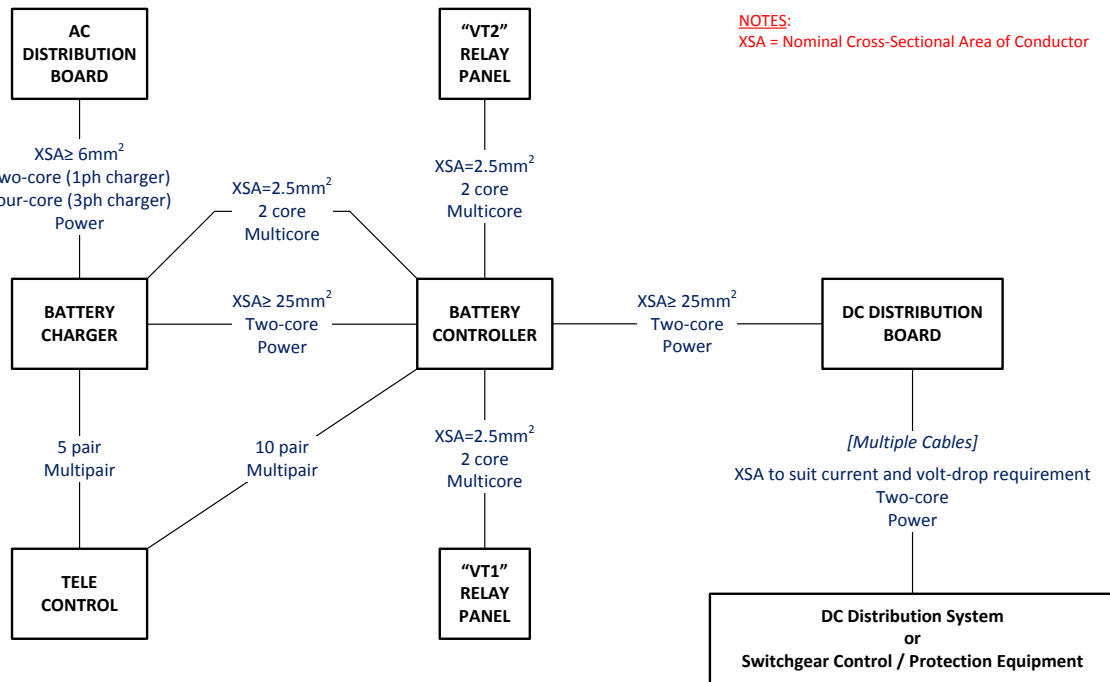 AC
DISTRIBUTION
BOARD
“VT2”
RELAY
PANEL
NOTES:
XSA = Nominal Cross-Sectional Area of Conductor
XSA≥ 6mm²
wo-core (1ph charger)
our-core (3ph charger)
Power
XSA=2.5mm²
2 core
Multicore
XSA=2.5mm²
2 core
Multicore
BATTERY
CHARGER
XSA≥ 25mm²
Two-core
Power
BATTERY
CONTROLLER
XSA≥ 25mm²
Two-core
Power
DC DISTRIBUTION
BOARD
5 pair
Multipair
10 pair
Multipair
XSA=2.5mm²
2 core
Multicore
[Multiple Cables]
XSA to suit current and volt-drop requirement
Two-core
Power
TELE
CONTROL
“VT1”
RELAY
PANEL
DC Distribution System
or
Switchgear Control / Protection Equipment